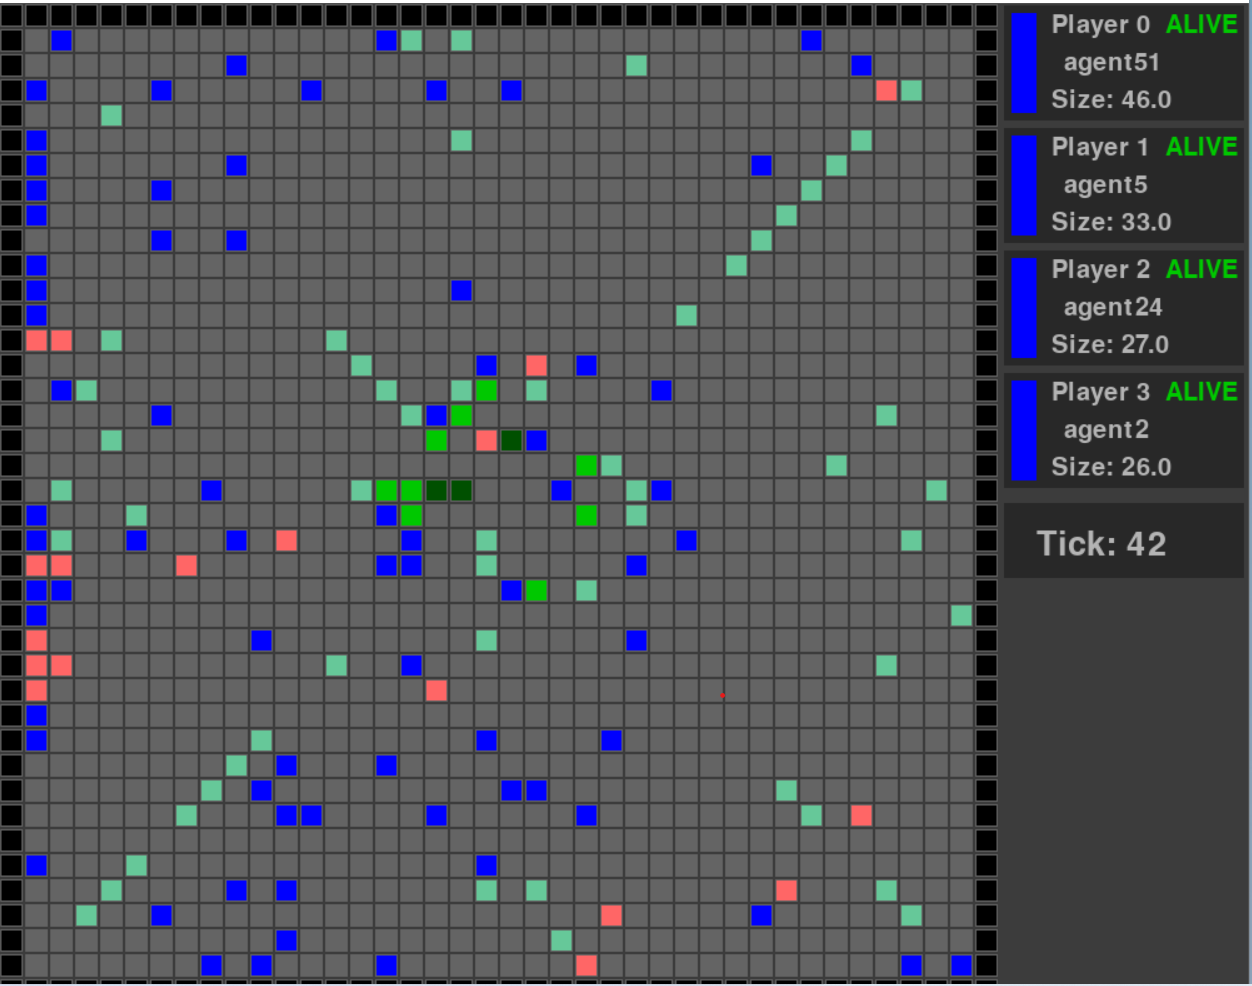 Player 0 ALIVE
agent51
Size: 46.0
Player 1 ALIVE
agent5
Size: 33.0
Player 2 ALIVE
agent24
Size: 27.0
Player 3 ALIVE
agent2
Size: 26.0
Tick: 42